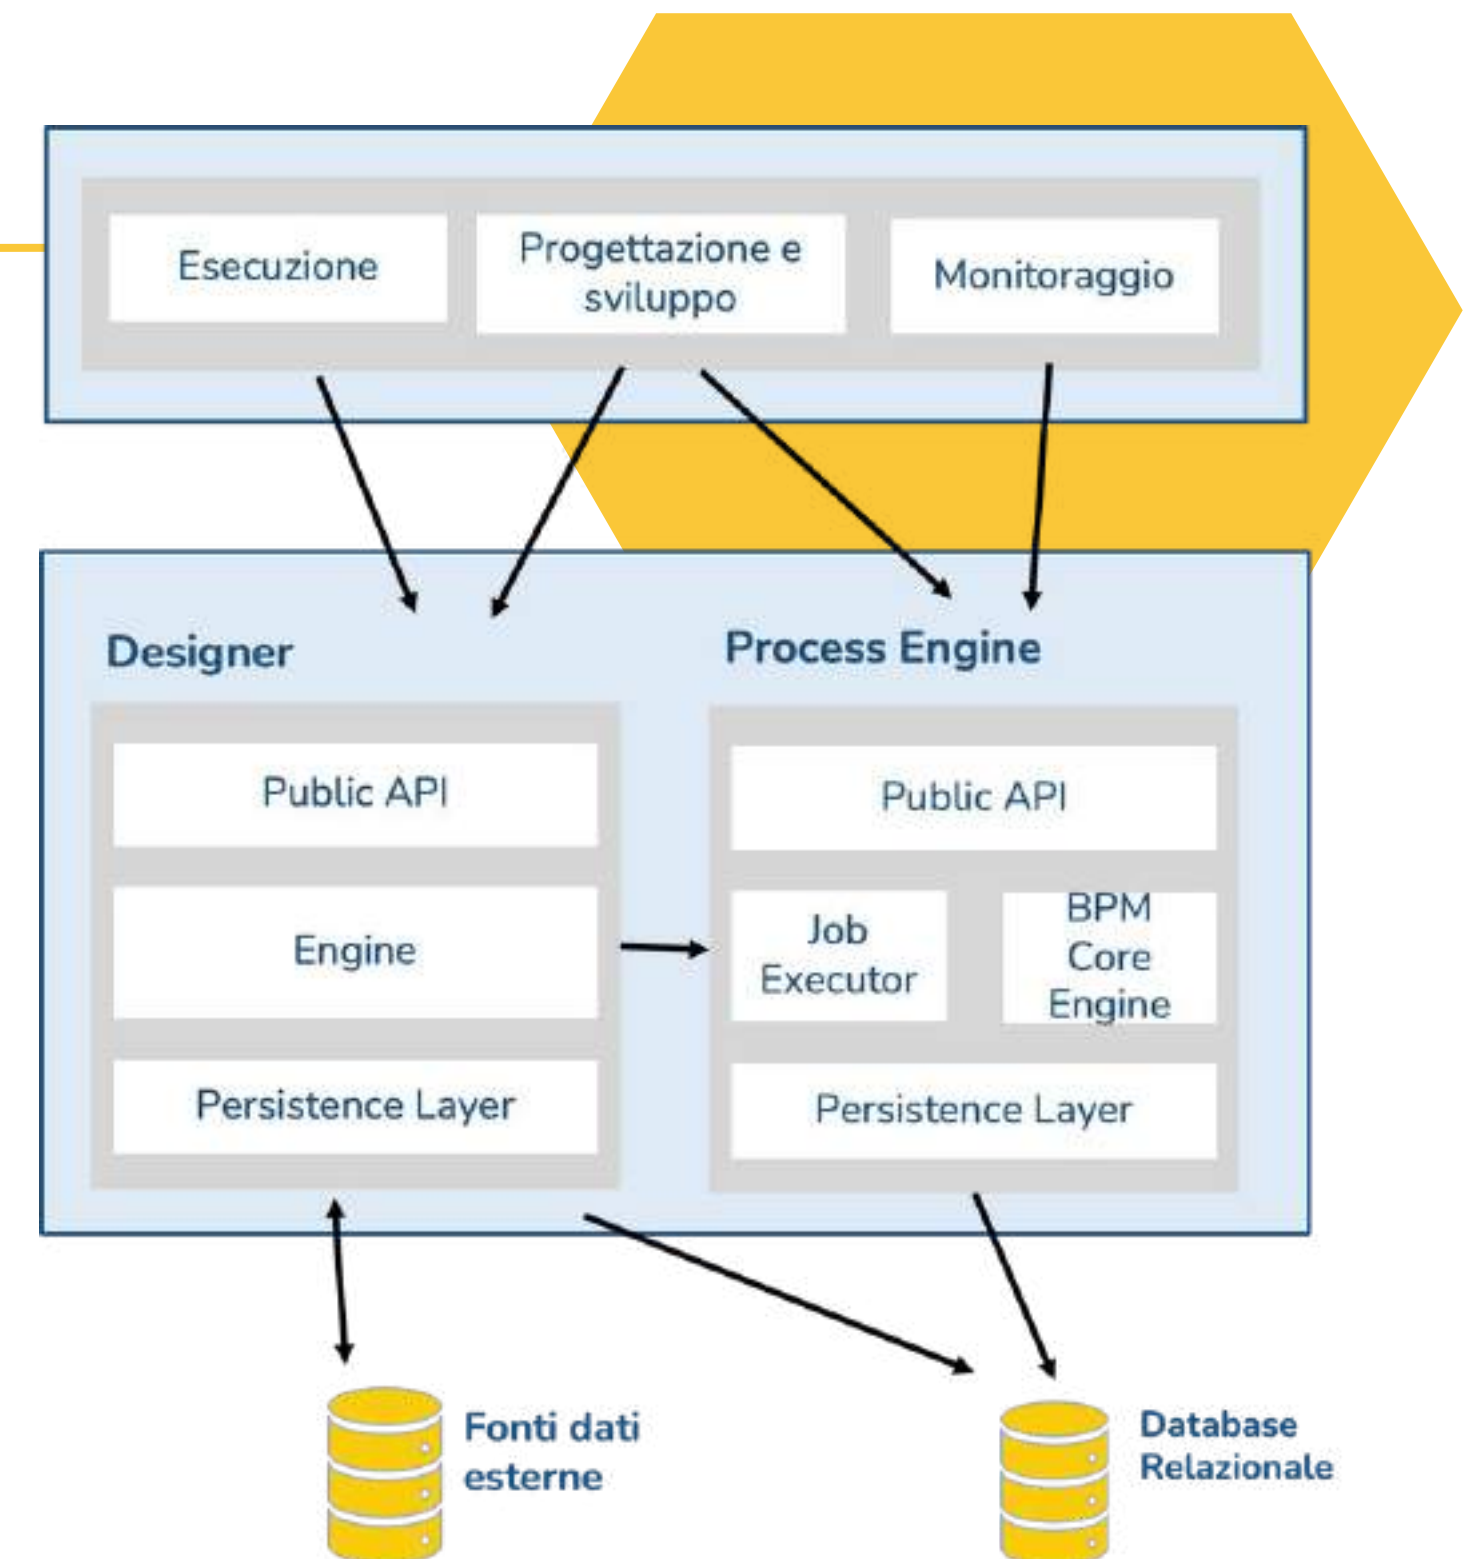 Esecuzione
Progettazione e
sviluppo
Monitoraggio
Designer
Process Engine
Public API
Engine
Persistence Layer
Public API
Job
Executor
BPM
Core
Engine
Persistence Layer
Fonti dati
esterne
Database
Relazionale